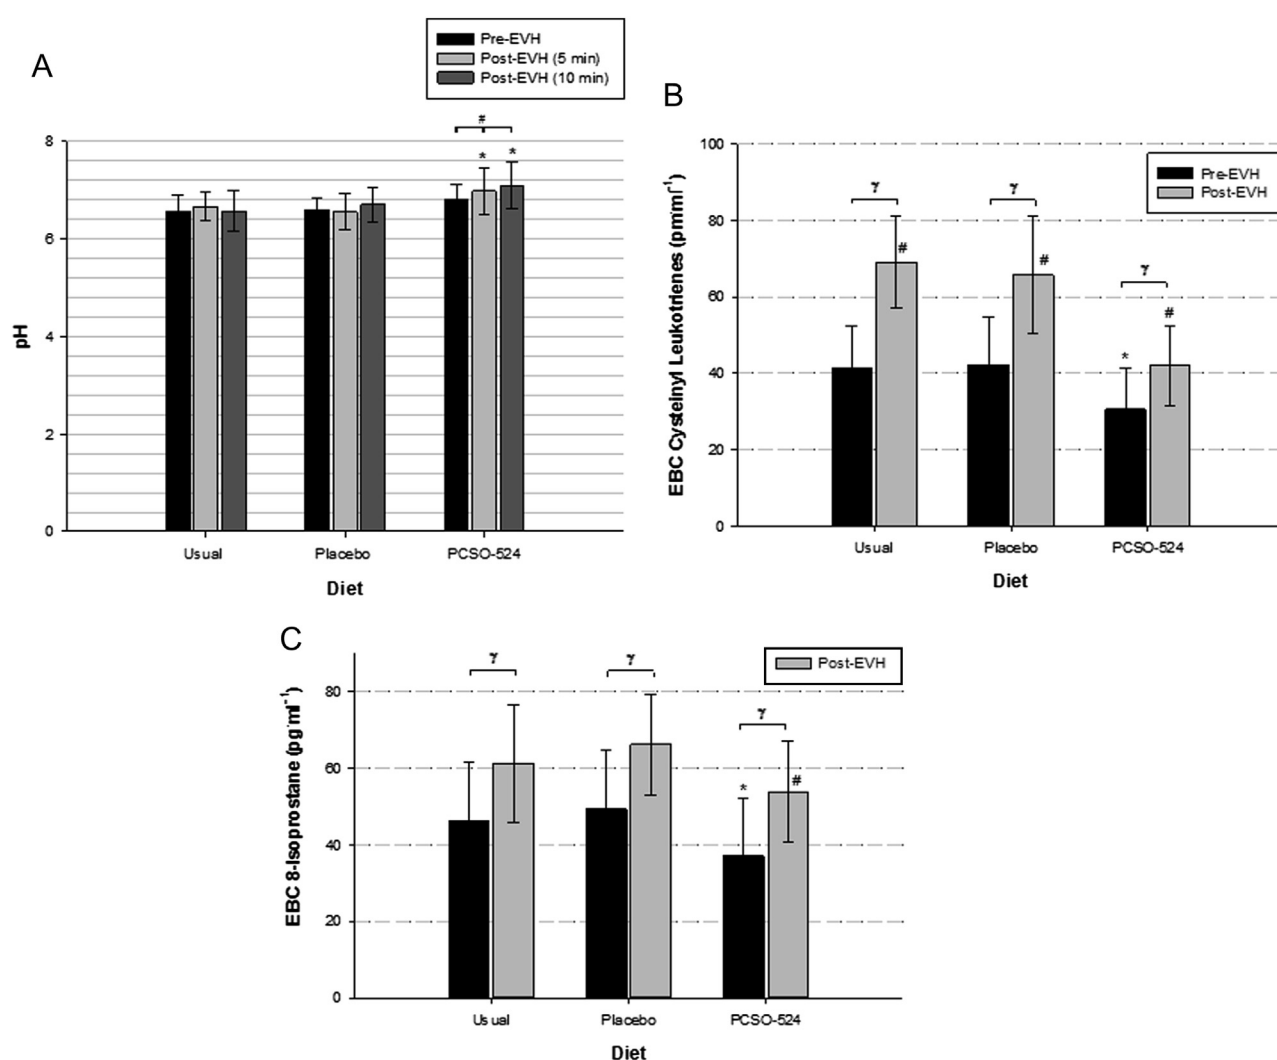 A
Pre-EVH
Post-EVH (5 min)
Post-EVH (10 min)
#
* *
8
6
4
2
0
pH
Usual Placebo PCSO-524
Diet
B
Pre-EVH
Post-EVH
γ γ γ
# # * #
100
80
60
40
20
0
EBC Cysteinyl Leukotrienes (pm·ml⁻¹)
Usual Placebo PCSO-524
Diet
C
Post-EVH
γ γ γ
* #
80
60
40
20
0
EBC 8-Isoprostane (pg·ml⁻¹)
Usual Placebo PCSO-524
Diet